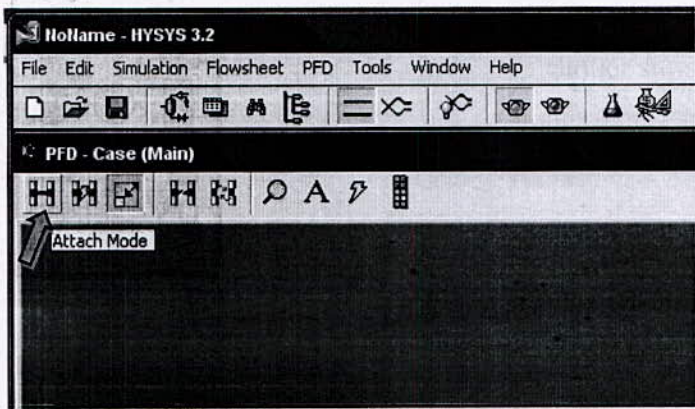 NoName - HYSYS 3.2
File Edit Simulation Flowsheet PFD Tools Window Help
PFD - Case (Main)
A
Attach Mode